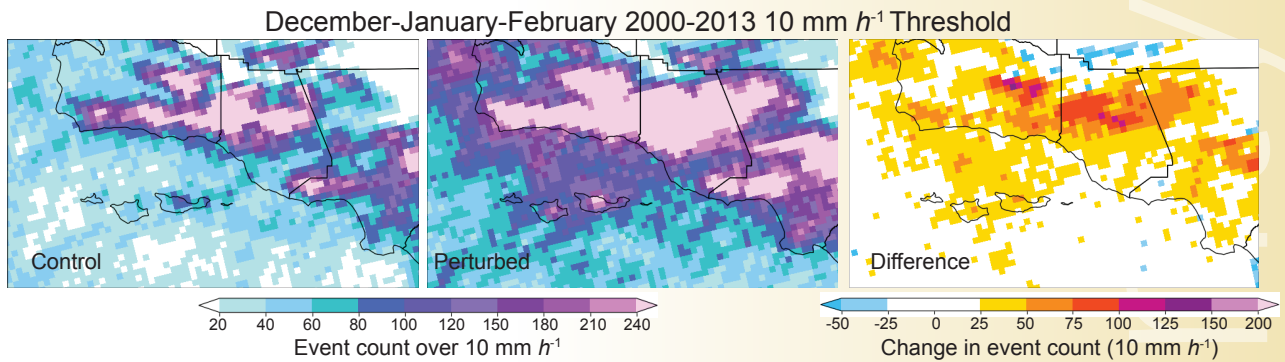 December-January-February 2000-2013 10 mm h⁻¹ Threshold
Control
Perturbed
Difference
20 40 60 80 100 120 150 180 210 240
Event count over 10 mm h⁻¹
-50 -25 0 25 50 75 100 125 150 200
Change in event count (10 mm h⁻¹)